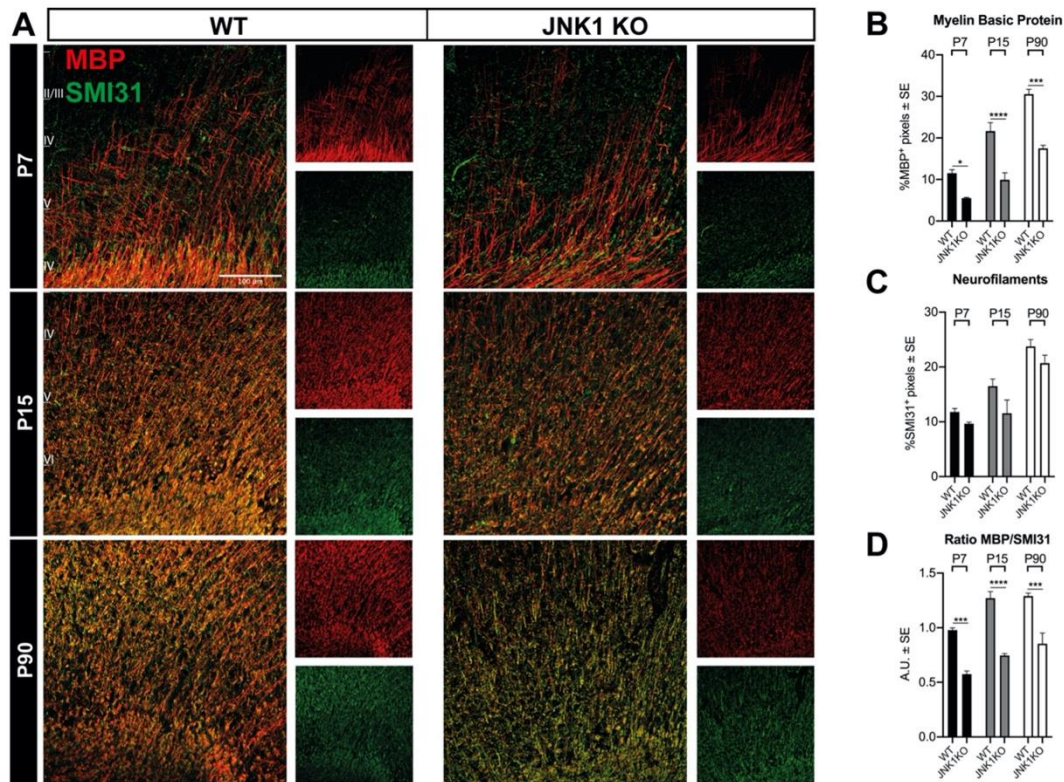 A
WT
JNK1 KO
P7
MBP
SMI31
II/III
IV
V
IV
100 µm
P15
IV
V
VI
P90
B
Myelin Basic Protein
P7
P15
P90
%MBP⁺ pixels ± SE
40
30
20
10
0
*
****
***
WT
JNK1KO
WT
JNK1KO
WT
JNK1KO
C
Neurofilaments
P7
P15
P90
%SMI31⁺ pixels ± SE
30
20
10
0
WT
JNK1KO
WT
JNK1KO
WT
JNK1KO
D
Ratio MBP/SMI31
P7
P15
P90
A.U. ± SE
1.5
1.0
0.5
0.0
***
****
***
WT
JNK1KO
WT
JNK1KO
WT
JNK1KO